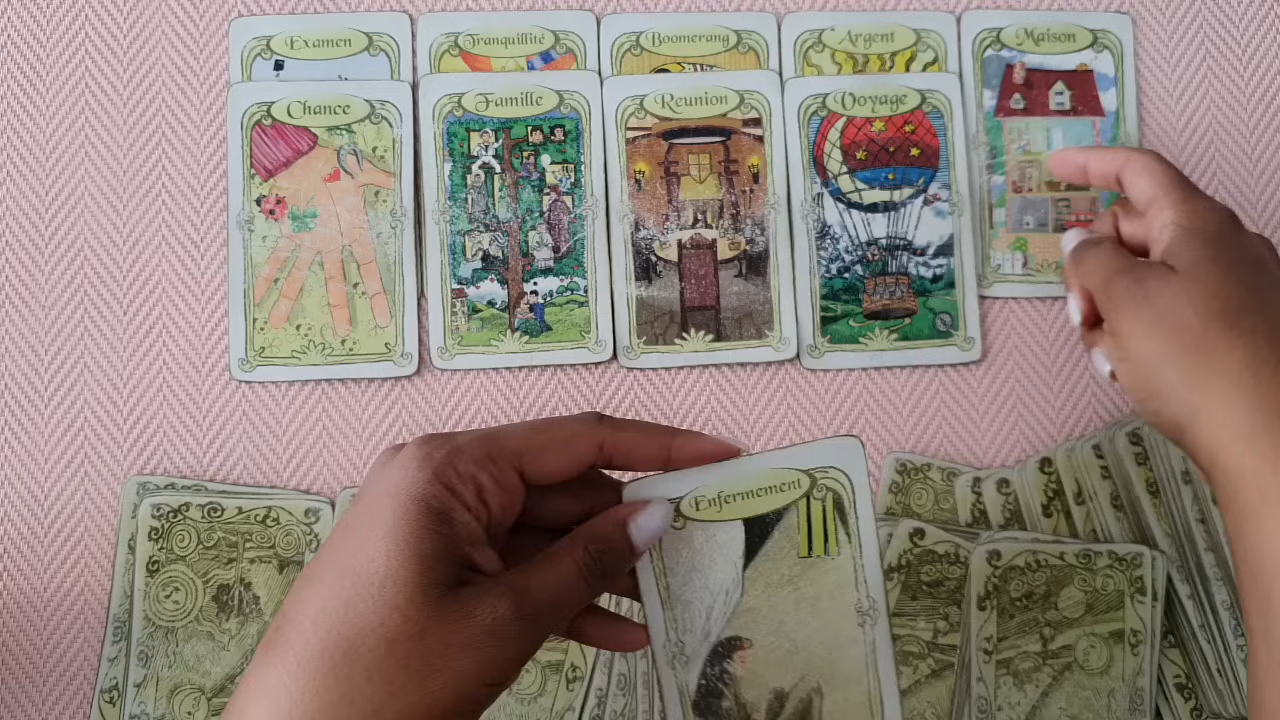 Examen
Tranquillité
Boomerang
Argent
Maison
Chance
Famille
Reunion
Voyage
Enfermement